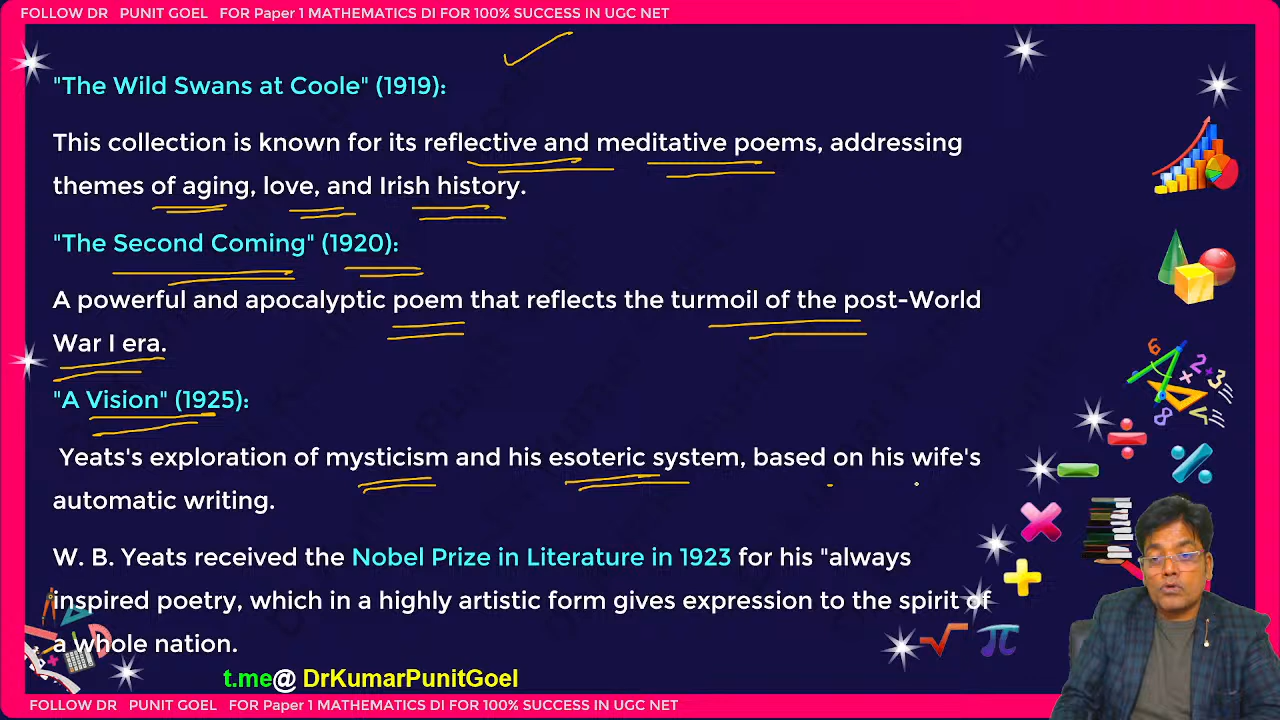 FOLLOW DR PUNIT GOEL FOR Paper 1 MATHEMATICS DI FOR 100% SUCCESS IN UGC NET
"The Wild Swans at Coole" (1919):
This collection is known for its reflective and meditative poems, addressing
themes of aging, love, and Irish history.
"The Second Coming" (1920):
A powerful and apocalyptic poem that reflects the turmoil of the post-World
War I era.
"A Vision" (1925):
Yeats's exploration of mysticism and his esoteric system, based on his wife's
automatic writing.
W. B. Yeats received the Nobel Prize in Literature in 1923 for his "always
inspired poetry, which in a highly artistic form gives expression to the spirit of
a whole nation.
t.me@ DrKumarPunitGoel
FOLLOW DR PUNIT GOEL FOR Paper 1 MATHEMATICS DI FOR 100% SUCCESS IN UGC NET